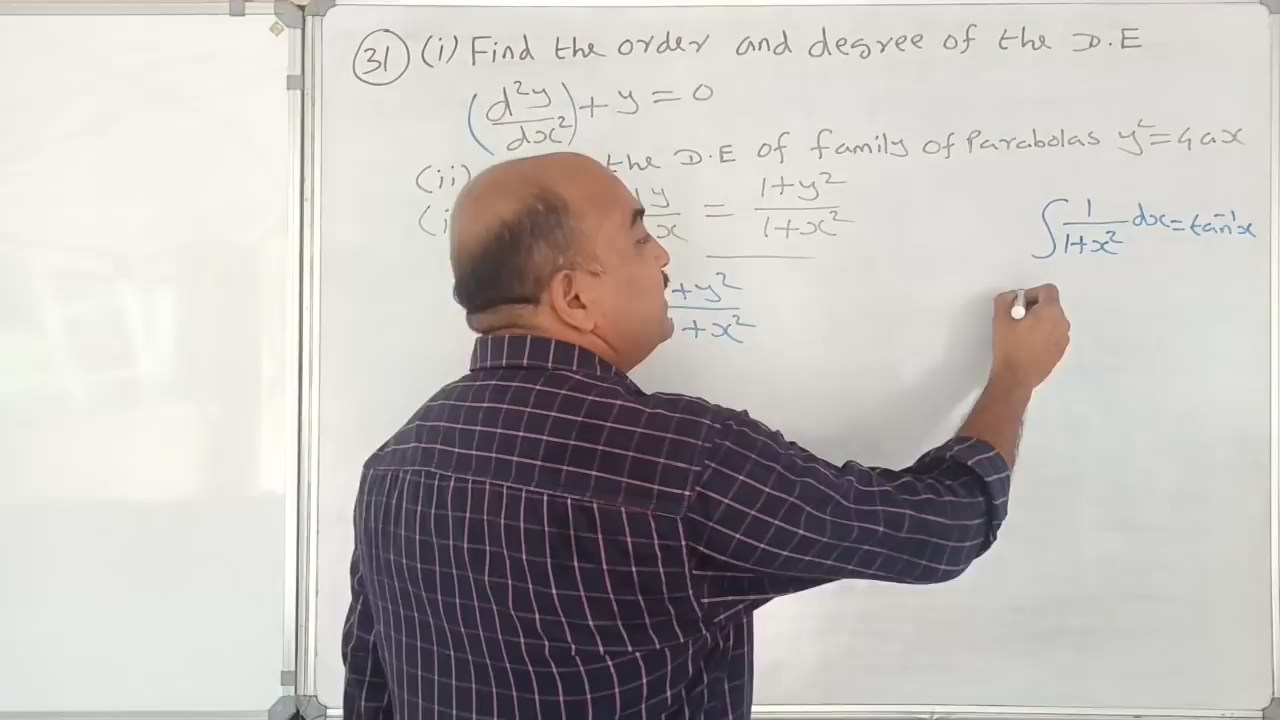 31 (i) Find the order and degree of the D.E
(d²y/dx²) + y = 0
(ii) the D.E of family of Parabolas y² = 4ax
(i y/x = 1+y²/1+x²
∫ 1/1+x² dx = tan⁻¹x
+y²/+x²